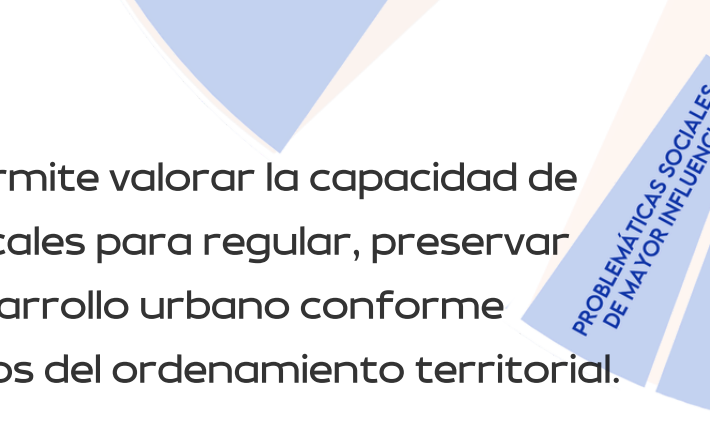 rmite valorar la capacidad de
cales para regular, preservar
arrollo urbano conforme
os del ordenamiento territorial.
PROBLEMÁTICAS SOCIALES
DE MAYOR INFLUENCI